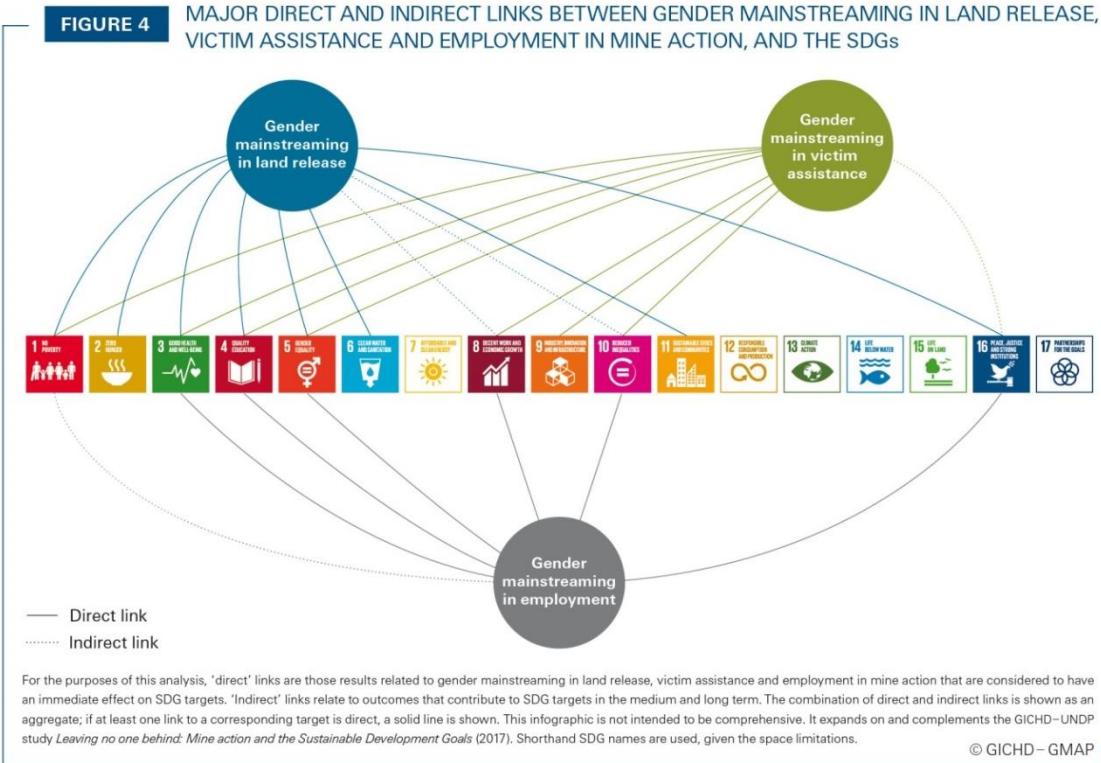 FIGURE 4
MAJOR DIRECT AND INDIRECT LINKS BETWEEN GENDER MAINSTREAMING IN LAND RELEASE,
VICTIM ASSISTANCE AND EMPLOYMENT IN MINE ACTION, AND THE SDGs
Gender
mainstreaming
in land release
Gender
mainstreaming
in victim
assistance
1 NO
POVERTY
2 ZERO
HUNGER
3 GOOD HEALTH
AND WELL-BEING
4 QUALITY
EDUCATION
5 GENDER
EQUALITY
6 CLEAN WATER
AND SANITATION
7 AFFORDABLE AND
CLEAN ENERGY
8 DECENT WORK AND
ECONOMIC GROWTH
9 INDUSTRY, INNOVATION
AND INFRASTRUCTURE
10 REDUCED
INEQUALITIES
11 SUSTAINABLE CITIES
AND COMMUNITIES
12 RESPONSIBLE
CONSUMPTION
AND PRODUCTION
13 CLIMATE
ACTION
14 LIFE
BELOW WATER
15 LIFE
ON LAND
16 PEACE, JUSTICE
AND STRONG
INSTITUTIONS
17 PARTNERSHIPS
FOR THE GOALS
Gender
mainstreaming
in employment
Direct link
Indirect link
For the purposes of this analysis, 'direct' links are those results related to gender mainstreaming in land release, victim assistance and employment in mine action that are considered to have
an immediate effect on SDG targets. 'Indirect' links relate to outcomes that contribute to SDG targets in the medium and long term. The combination of direct and indirect links is shown as an
aggregate; if at least one link to a corresponding target is direct, a solid line is shown. This infographic is not intended to be comprehensive. It expands on and complements the GICHD–UNDP
study Leaving no one behind: Mine action and the Sustainable Development Goals (2017). Shorthand SDG names are used, given the space limitations.
© GICHD – GMAP